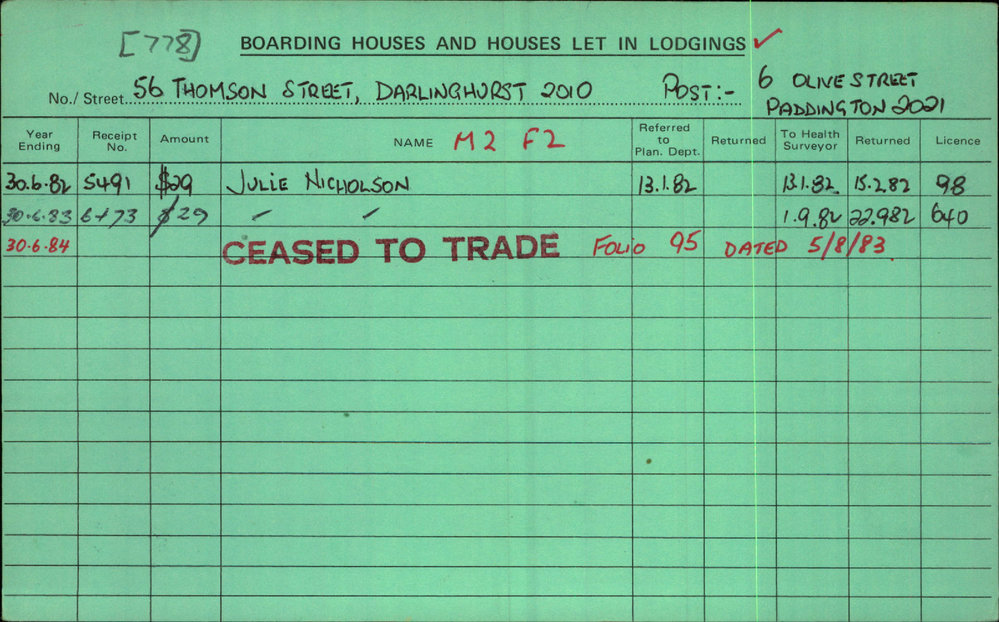 [778] BOARDING HOUSES AND HOUSES LET IN LODGINGS ✓
No./ Street 56 THOMSON STREET, DARLINGHURST 2010 POST:- 6 OLIVE STREET
PADDINGTON 2021
Year Ending Receipt No. Amount NAME M2 F2 Referred to Plan. Dept. Returned To Health Surveyor Returned Licence
30.6.82 5491 $29 JULIE NICHOLSON 13.1.82 13.1.82 15.2.82 98
30.6.83 6473 $29 〃 〃 1.9.82 22.9.82 640
30.6.84 CEASED TO TRADE FOLIO 95 DATED 5/8/83